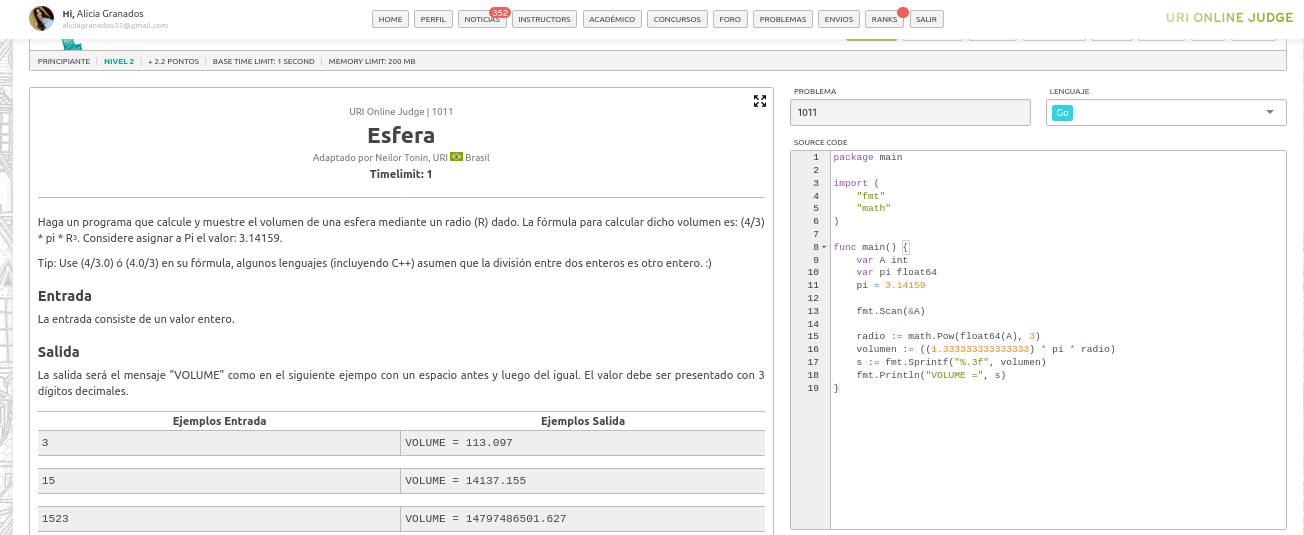 Hi, Alicia Granados
aliciagranados35@gmail.com
HOME PERFIL NOTICIAS 352 INSTRUCTORS ACADÉMICO CONCURSOS FORO PROBLEMAS ENVIOS RANKS SALIR
URI ONLINE JUDGE
PRINCIPIANTE | NIVEL 2 | + 2.2 PONTOS | BASE TIME LIMIT: 1 SECOND | MEMORY LIMIT: 200 MB
URI Online Judge | 1011
Esfera
Adaptado por Neilor Tonin, URI Brasil
Timelimit: 1
Haga un programa que calcule y muestre el volumen de una esfera mediante un radio (R) dado. La fórmula para calcular dicho volumen es: (4/3)
* pi * R³. Considere asignar a Pi el valor: 3.14159.
Tip: Use (4/3.0) ó (4.0/3) en su fórmula, algunos lenguajes (incluyendo C++) asumen que la división entre dos enteros es otro entero. :)
Entrada
La entrada consiste de un valor entero.
Salida
La salida será el mensaje "VOLUME" como en el siguiente ejempo con un espacio antes y luego del igual. El valor debe ser presentado con 3
dígitos decimales.
Ejemplos Entrada Ejemplos Salida
3 VOLUME = 113.097
15 VOLUME = 14137.155
1523 VOLUME = 14797486501.627
PROBLEMA LENGUAJE
1011 Go
SOURCE CODE
1 package main
2
3 import (
4 "fmt"
5 "math"
6 )
7
8 func main() {
9 var A int
10 var pi float64
11 pi = 3.14159
12
13 fmt.Scan(&A)
14
15 radio := math.Pow(float64(A), 3)
16 volumen := ((1.333333333333333) * pi * radio)
17 s := fmt.Sprintf("%.3f", volumen)
18 fmt.Println("VOLUME =", s)
19 }